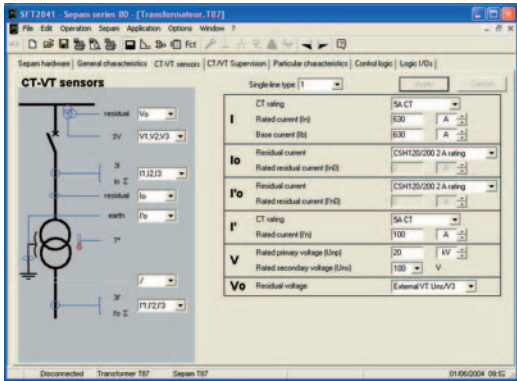 SFT2841 - Sepam series 80 - [Transformateur.T87]
File Edit Operation Sepam Application Options Window ?
Fct
Sepam hardware General characteristics CT-VT sensors CT/VT Supervision Particular characteristics Control logic Logic I/Os
CT-VT sensors
Single-line type 1
Apply Cancel
residual Vo
3V V1,V2,V3
3I I1,I2,I3
Io Σ
residual Io
earth I'o
T°
/
3I' I'1,I'2,I'3
I'o Σ
I
CT rating 5A CT
Rated current (In) 630 A
Base current (Ib) 630 A
Io
Residual current CSH120/200 2 A rating
Rated residual current (In0) A
I'o
Residual current CSH120/200 2 A rating
Rated residual current (I'n0) A
I'
CT rating 5A CT
Rated current (I'n) 100 A
V
Rated primary voltage (Unp) 20 kV
Rated secondary voltage (Uns) 100 V
Vo
Residual voltage External VT Uns/V3
Disconnected Transformer T87 Sepam T87 01/06/2004 09:52